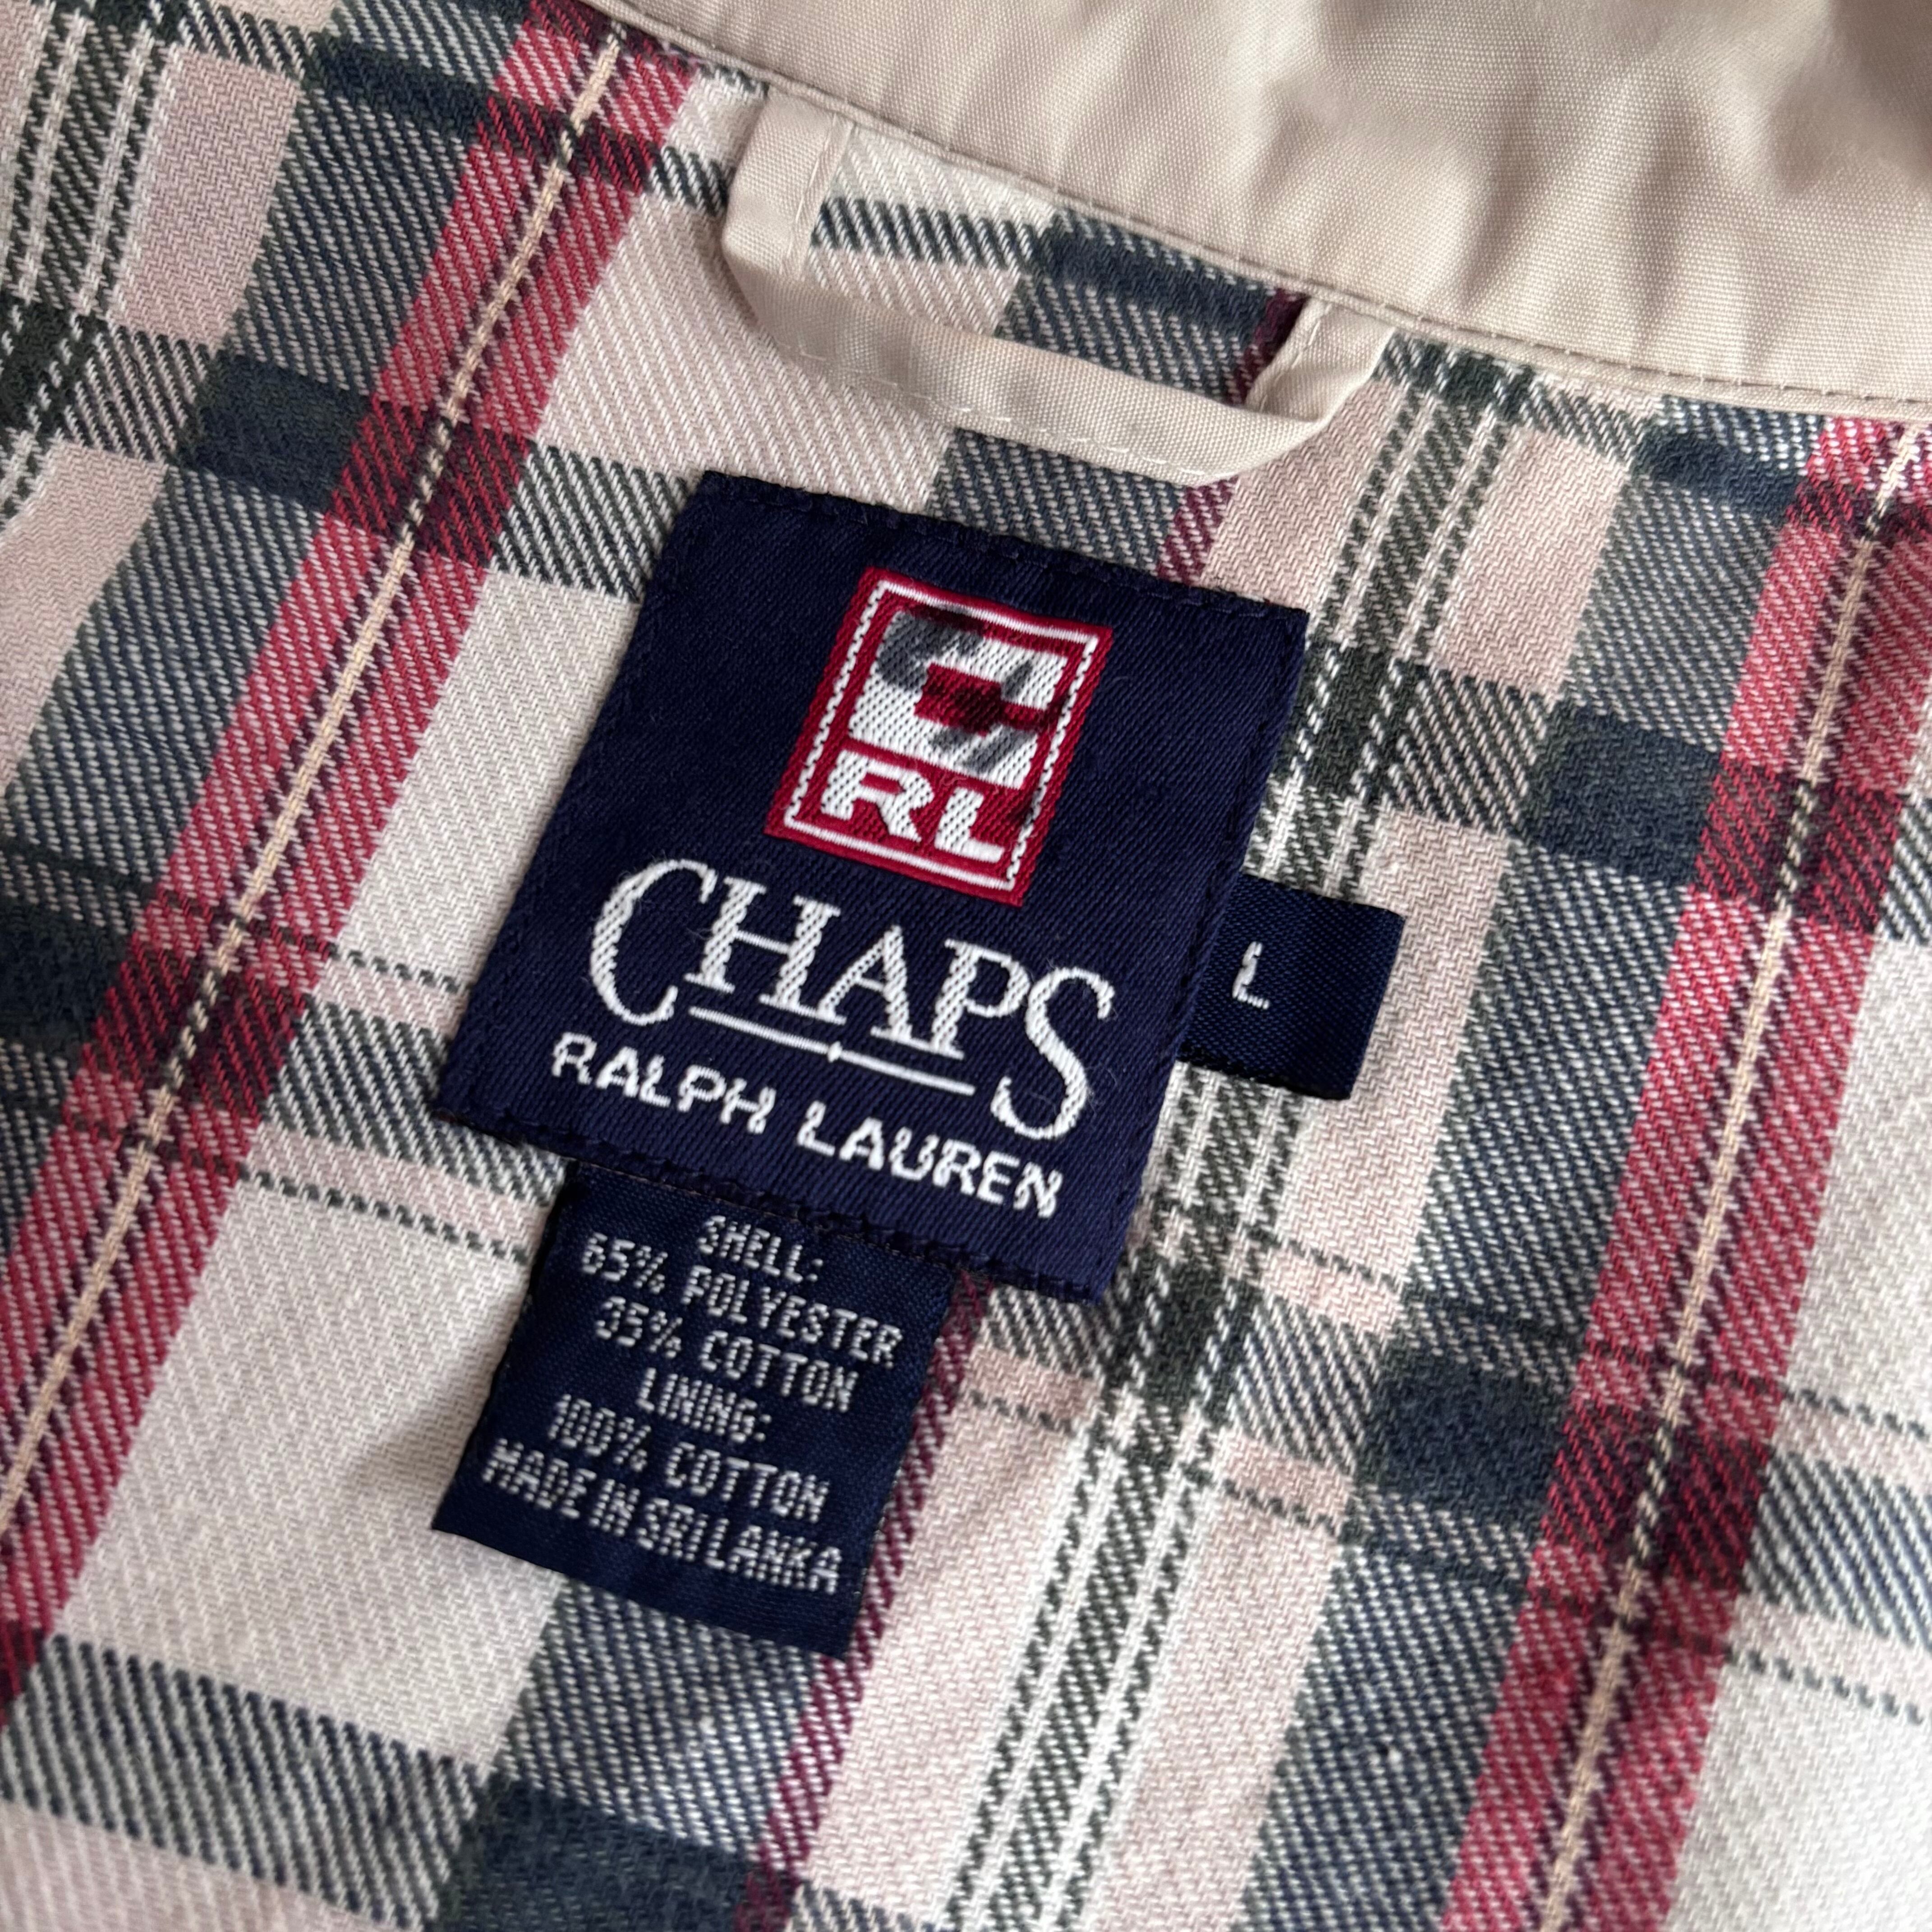 C
RL
CHAPS
RALPH LAUREN
L
SHELL:
65% POLYESTER
35% COTTON
LINING:
100% COTTON
MADE IN SRI LANKA